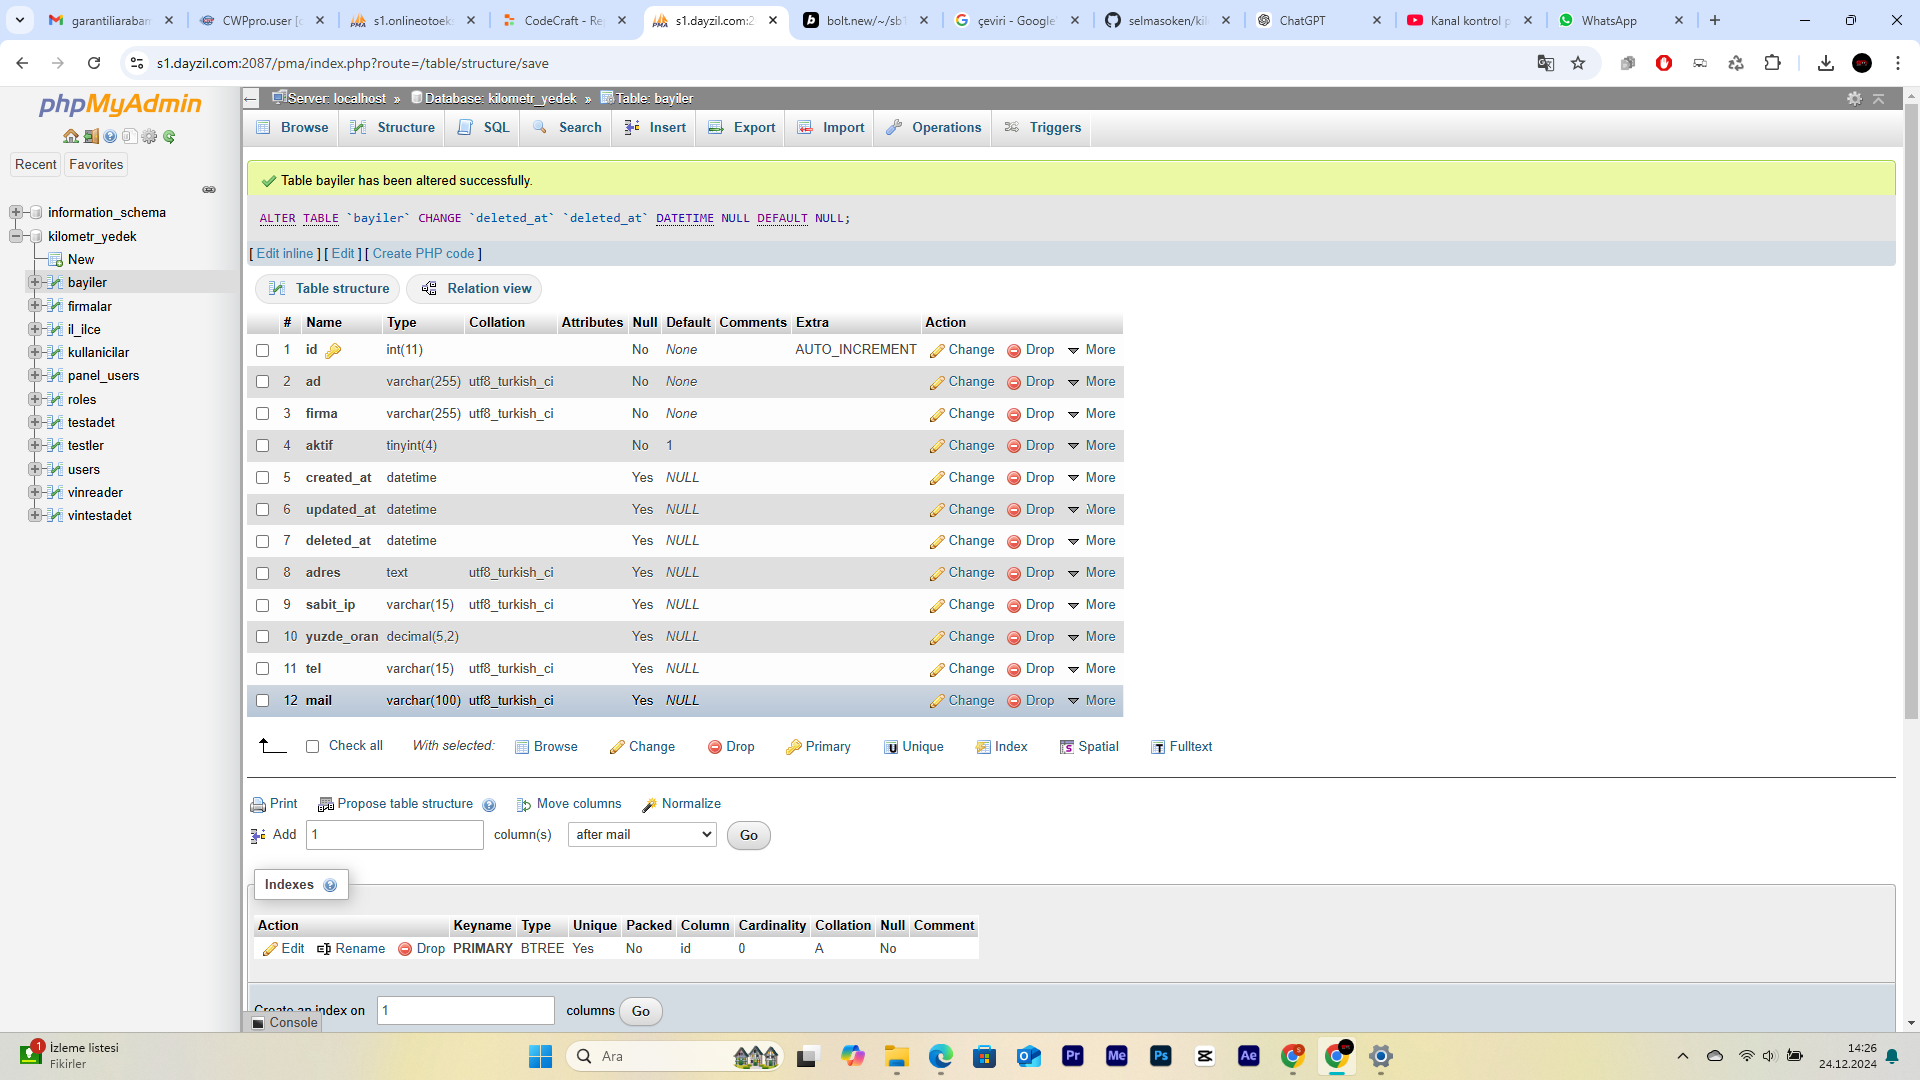 garantiliarabam
CWPpro.user [c
s1.onlineotoeks
CodeCraft - Re
s1.dayzil.com:2
bolt.new/~/sb1
çeviri - Google'
selmasoken/kil
ChatGPT
Kanal kontrol p
WhatsApp
s1.dayzil.com:2087/pma/index.php?route=/table/structure/save
phpMyAdmin
Recent
Favorites
information_schema
kilometr_yedek
New
bayiler
firmalar
il_ilce
kullanicilar
panel_users
roles
testadet
testler
users
vinreader
vintestadet
Server: localhost » Database: kilometr_yedek » Table: bayiler
Browse Structure SQL Search Insert Export Import Operations Triggers
Table bayiler has been altered successfully.
ALTER TABLE `bayiler` CHANGE `deleted_at` `deleted_at` DATETIME NULL DEFAULT NULL;
[ Edit inline ] [ Edit ] [ Create PHP code ]
Table structure Relation view
# Name Type Collation Attributes Null Default Comments Extra Action
1 id int(11) No None AUTO_INCREMENT Change Drop More
2 ad varchar(255) utf8_turkish_ci No None Change Drop More
3 firma varchar(255) utf8_turkish_ci No None Change Drop More
4 aktif tinyint(4) No 1 Change Drop More
5 created_at datetime Yes NULL Change Drop More
6 updated_at datetime Yes NULL Change Drop More
7 deleted_at datetime Yes NULL Change Drop More
8 adres text utf8_turkish_ci Yes NULL Change Drop More
9 sabit_ip varchar(15) utf8_turkish_ci Yes NULL Change Drop More
10 yuzde_oran decimal(5,2) Yes NULL Change Drop More
11 tel varchar(15) utf8_turkish_ci Yes NULL Change Drop More
12 mail varchar(100) utf8_turkish_ci Yes NULL Change Drop More
Check all With selected: Browse Change Drop Primary Unique Index Spatial Fulltext
Print Propose table structure Move columns Normalize
Add 1 column(s) after mail Go
Indexes
Action Keyname Type Unique Packed Column Cardinality Collation Null Comment
Edit Rename Drop PRIMARY BTREE Yes No id 0 A No
Create an index on 1 columns Go
Console
1
İzleme listesi
Fikirler
Ara
Pr Me Ps Ae
14:26
24.12.2024